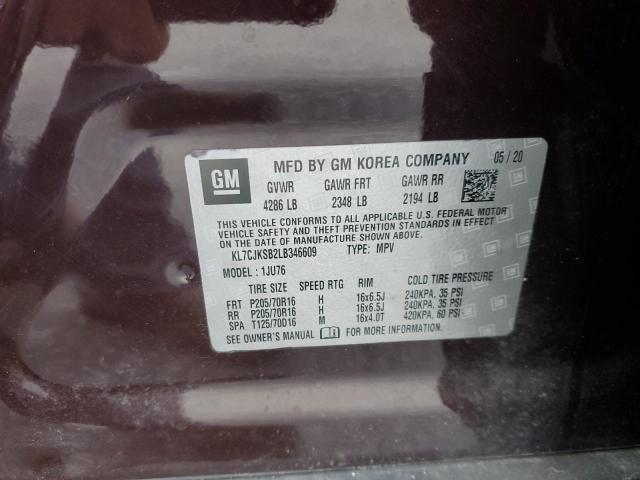 GM
MFD BY GM KOREA COMPANY 05/20
GVWR GAWR FRT GAWR RR
4286 LB 2348 LB 2194 LB
THIS VEHICLE CONFORMS TO ALL APPLICABLE U.S. FEDERAL MOTOR
VEHICLE SAFETY AND THEFT PREVENTION STANDARDS IN EFFECT
ON THE DATE OF MANUFACTURE SHOWN ABOVE.
KL7CJKSB2LB346609 TYPE: MPV
MODEL : 1JU76
TIRE SIZE SPEED RTG RIM COLD TIRE PRESSURE
FRT P205/70R16 H 16x6.5J 240KPA, 35 PSI
RR P205/70R16 H 16x6.5J 240KPA, 35 PSI
SPA T125/70D16 M 16x4.0T 420KPA, 60 PSI
SEE OWNER'S MANUAL FOR MORE INFORMATION